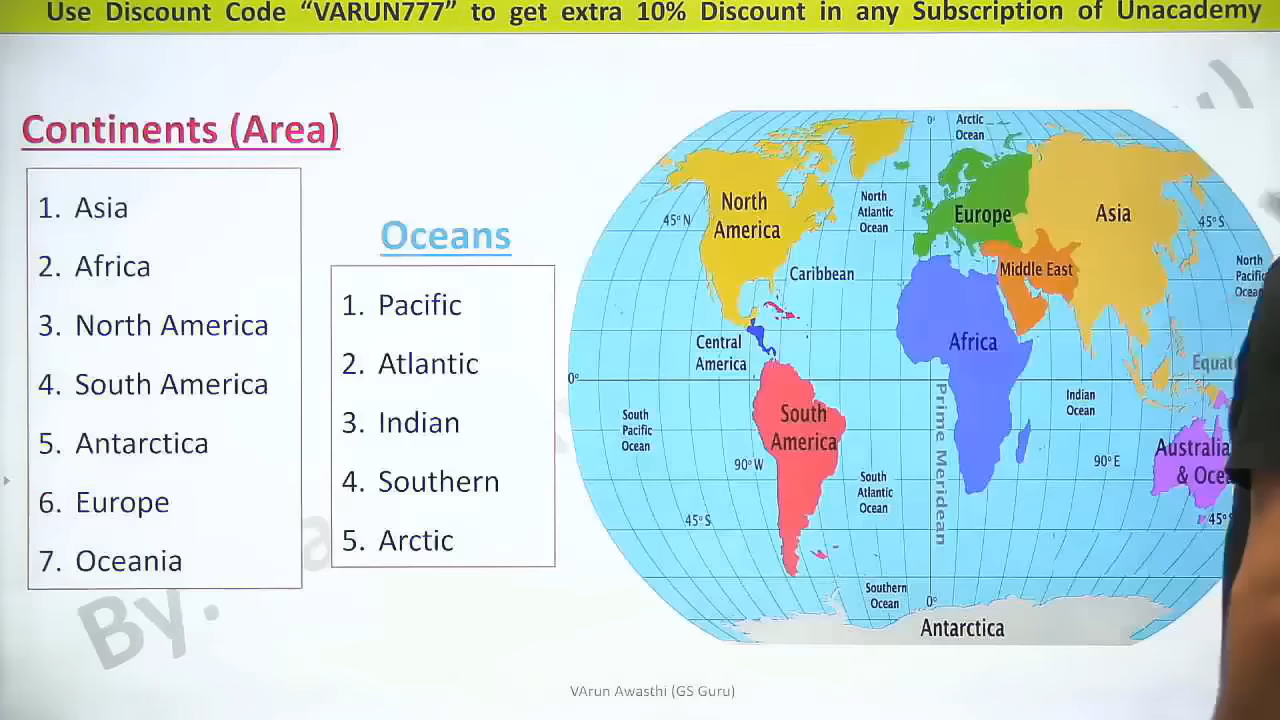 Use Discount Code “VARUN777” to get extra 10% Discount in any Subscription of Unacademy
Continents (Area)
1. Asia
2. Africa
3. North America
4. South America
5. Antarctica
6. Europe
7. Oceania
Oceans
1. Pacific
2. Atlantic
3. Indian
4. Southern
5. Arctic
0°
Arctic
Ocean
North
America
45° N
North
Atlantic
Ocean
Europe
Asia
45° S
Caribbean
Middle East
North
Pacific
Ocean
Central
America
Africa
0°
South
Pacific
Ocean
South
America
Prime Meridean
Indian
Ocean
90° W
90° E
Australia
&
South
Atlantic
Ocean
45° S
45°
Southern
Ocean
0°
Antarctica
By.
VArun Awasthi (GS Guru)